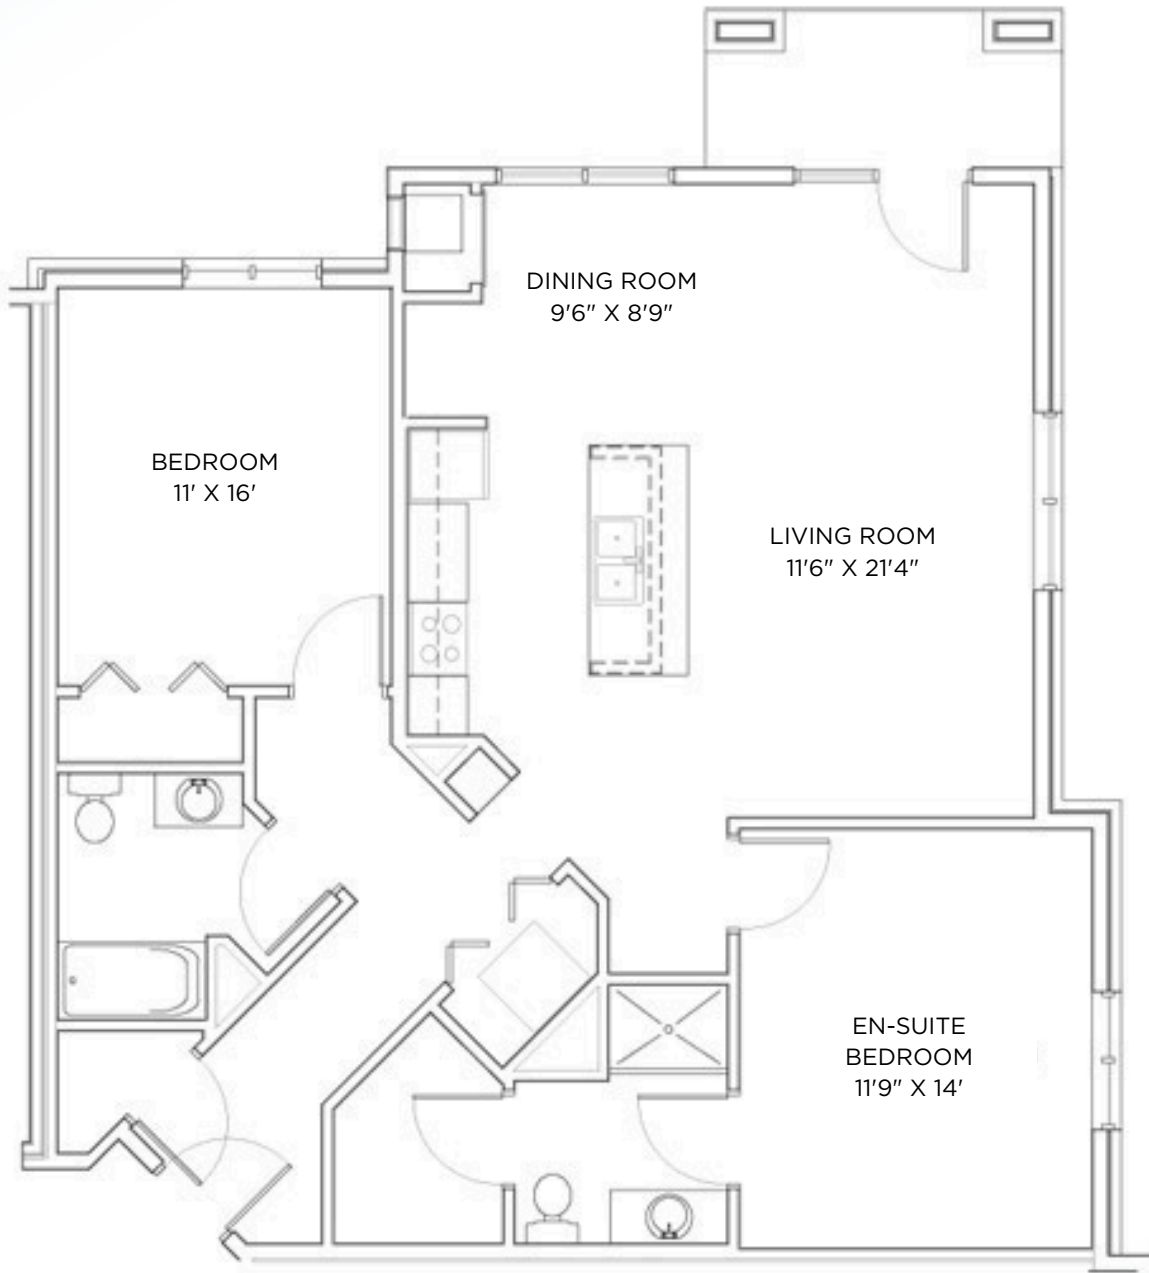 DINING ROOM
9'6" X 8'9"
BEDROOM
11' X 16'
LIVING ROOM
11'6" X 21'4"
EN-SUITE
BEDROOM
11'9" X 14'